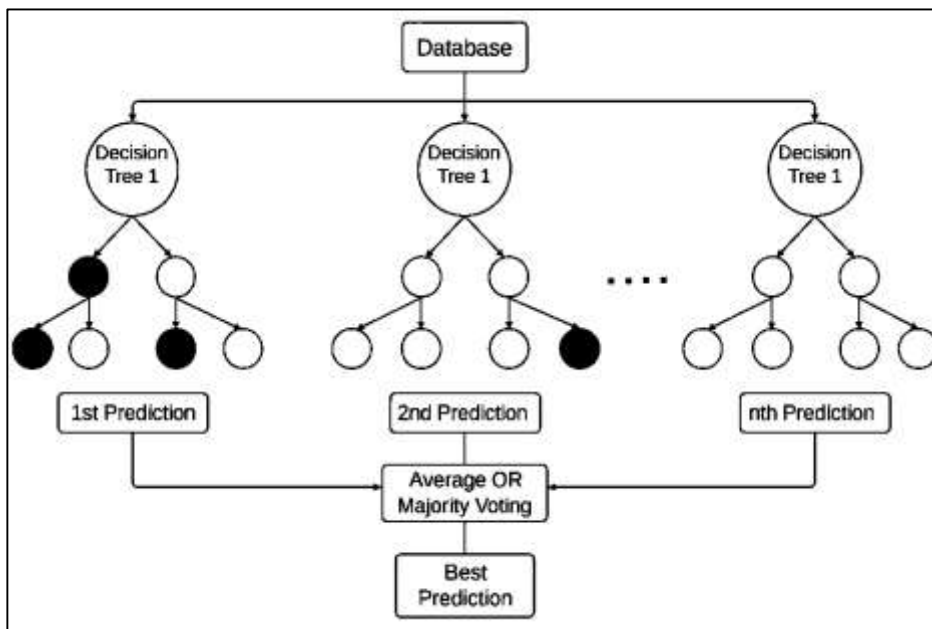 Database
Decision
Tree 1
Decision
Tree 1
Decision
Tree 1
....
1st Prediction
2nd Prediction
nth Prediction
Average OR
Majority Voting
Best
Prediction